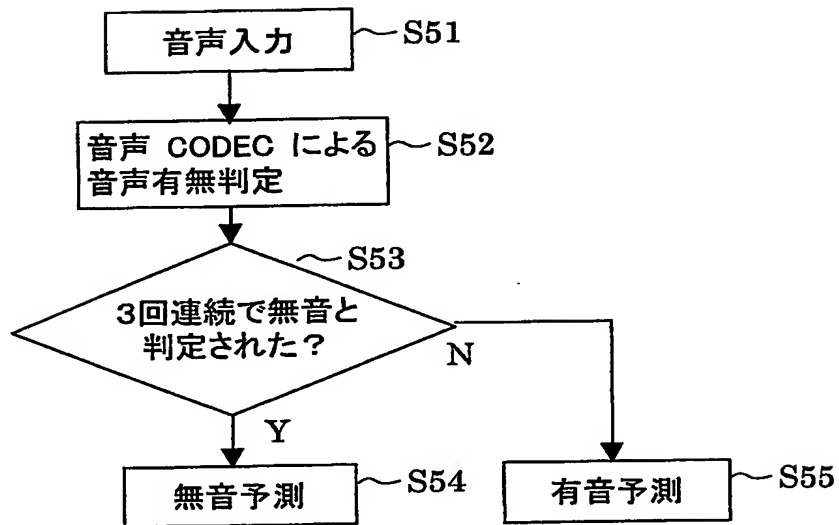 音声入力
S51
音声 CODEC による
音声有無判定
S52
S53
3回連続で無音と
判定された?
N
Y
無音予測
S54
有音予測
S55